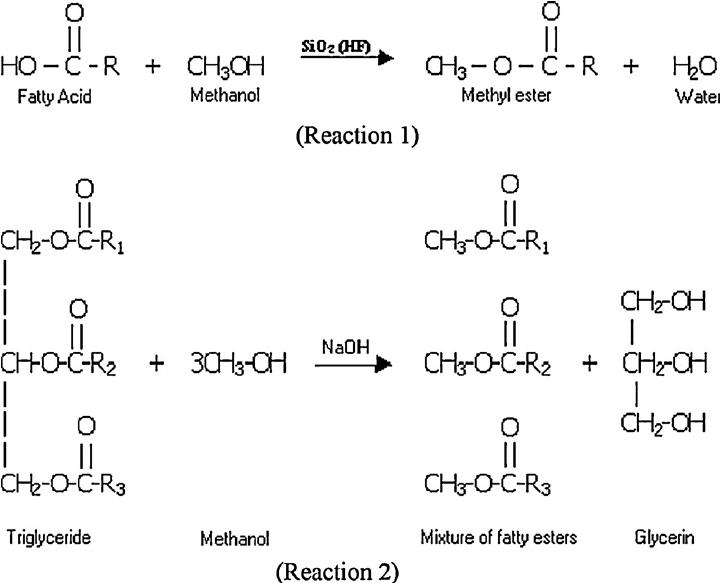 O
SiO₂ (HF)
HO – C – R + CH₃OH CH₃ – O – C – R + H₂O
O
Fatty Acid Methanol Methyl ester Water
(Reaction 1)
O O
CH₂-O-C-R₁ CH₃-O-C-R₁
O O CH₂-OH
NaOH
CH-O-C-R₂ + 3CH₃-OH CH₃-O-C-R₂ + CH₂-OH
O O CH₂-OH
CH₂-O-C-R₃ CH₃-O-C-R₃
Triglyceride Methanol Mixture of fatty esters Glycerin
(Reaction 2)